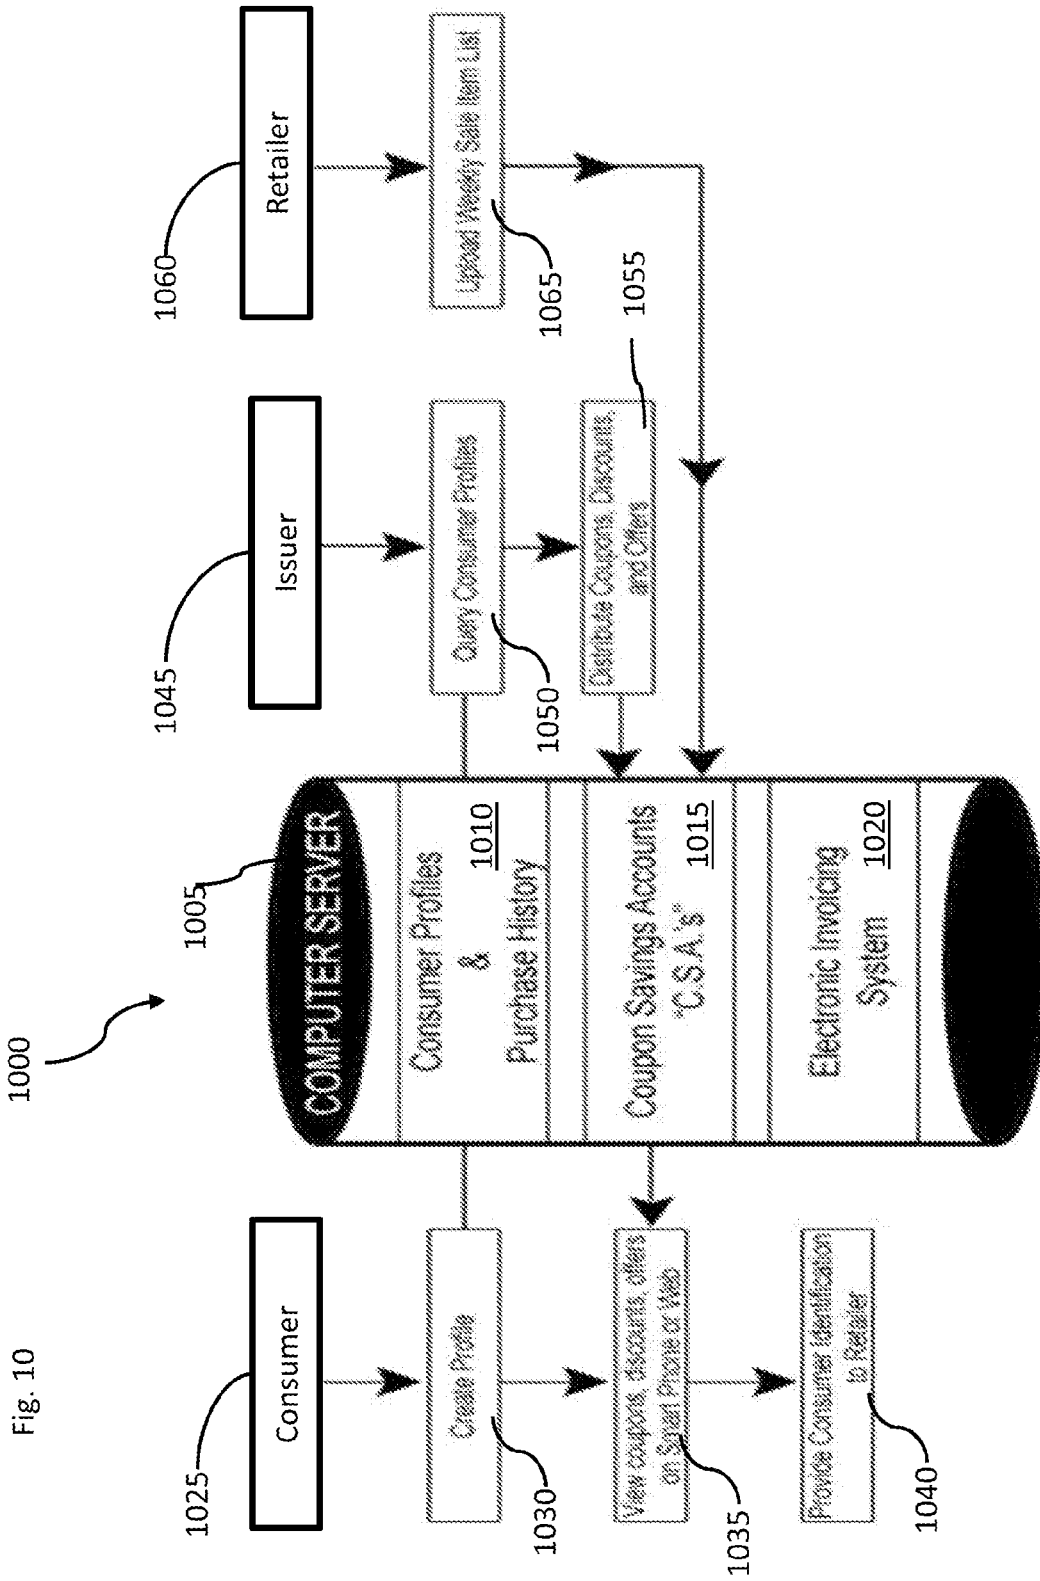 Fig. 10
1000
1025
Consumer
Create Profile
1030
View coupons, discounts, offers
on Smart Phone or Web
1035
Provide Consumer Identification
to Retailer
1040
1005
COMPUTER SERVER
Consumer Profiles
&
Purchase History
1010
Coupon Savings Accounts
"C.S.A.'s"
1015
Electronic Invoicing
System
1020
1045
Issuer
Query Consumer Profiles
1050
Distribute Coupons, Discounts,
and Offers
1055
1060
Retailer
Upload Weekly Sale Item List
1065